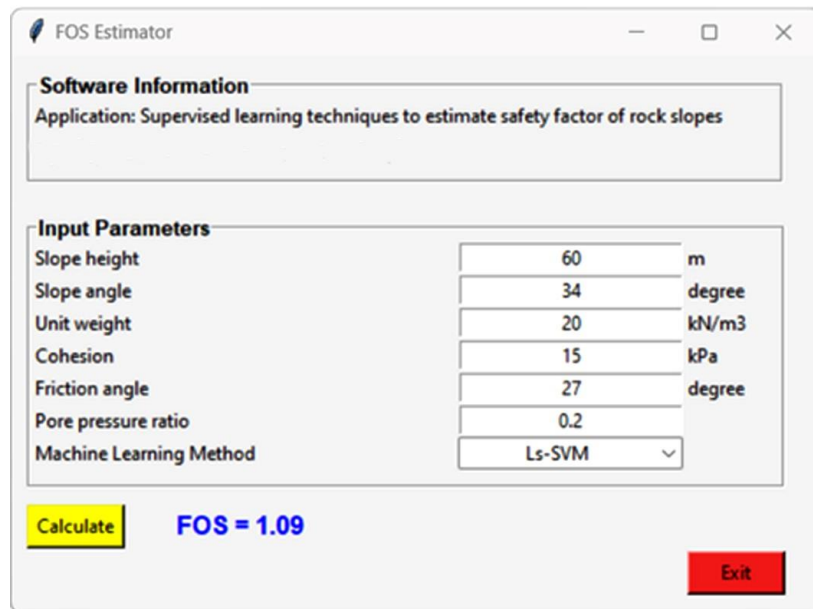 FOS Estimator
Software Information
Application: Supervised learning techniques to estimate safety factor of rock slopes
Input Parameters
Slope height 60 m
Slope angle 34 degree
Unit weight 20 kN/m3
Cohesion 15 kPa
Friction angle 27 degree
Pore pressure ratio 0.2
Machine Learning Method Ls-SVM
Calculate FOS = 1.09
Exit